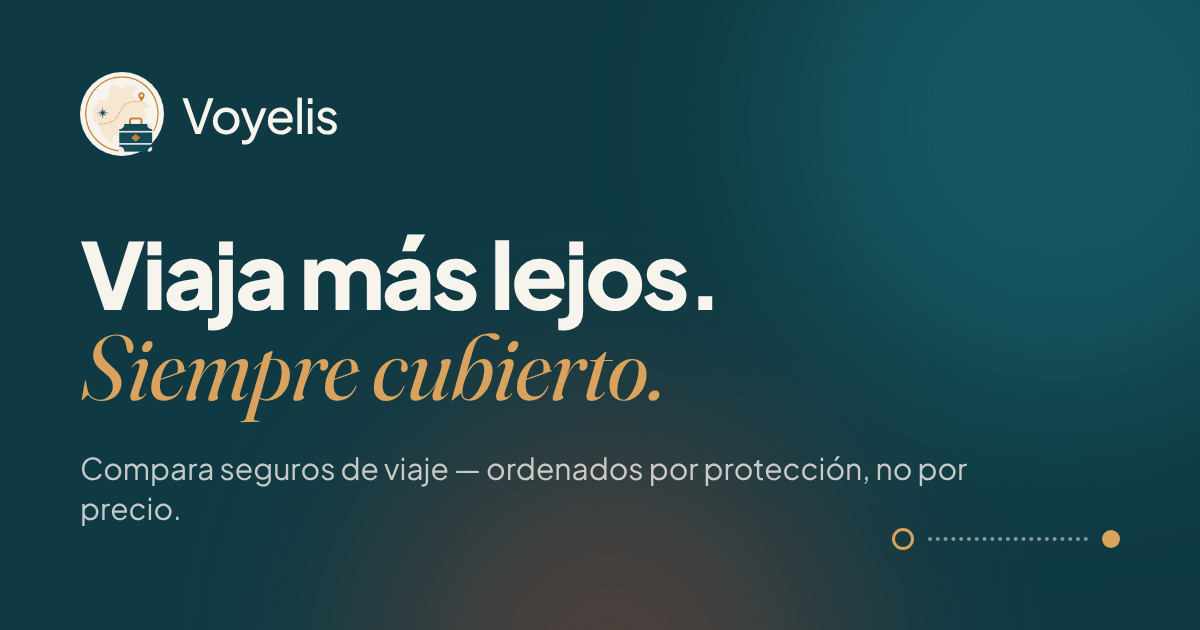 Voyelis
Viaja más lejos.
Siempre cubierto.
Compara seguros de viaje — ordenados por protección, no por
precio.